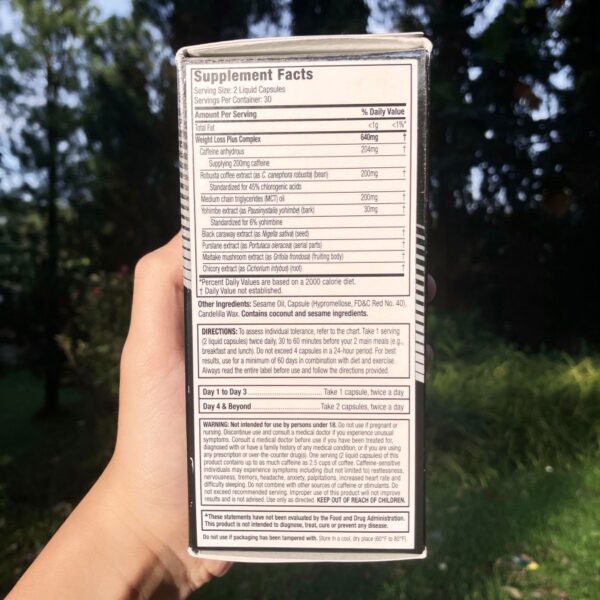 Supplement Facts
Serving Size: 2 Liquid Capsules
Servings Per Container: 30
Amount Per Serving % Daily Value
Total Fat <1g <1%*
Weight Loss Plus Complex 640mg †
Caffeine anhydrous 204mg †
Supplying 200mg caffeine
Robusta coffee extract (as C. canephora robusta) (bean) 200mg †
Standardized for 45% chlorogenic acids
Medium chain triglycerides (MCT) oil 200mg †
Yohimbe extract (as Pausinystalia yohimbe) (bark) 30mg †
Standardized for 6% yohimbine
Black caraway extract (as Nigella sativa) (seed) †
Purslane extract (as Portulaca oleracea) (aerial parts) †
Maitake mushroom extract (as Grifola frondosa) (fruiting body) †
Chicory extract (as Cichorium intybus) (root) †
*Percent Daily Values are based on a 2000 calorie diet.
† Daily Value not established.
Other Ingredients: Sesame Oil, Capsule (Hypromellose, FD&C Red No. 40),
Candelilla Wax. Contains coconut and sesame ingredients.
DIRECTIONS: To assess individual tolerance, refer to the chart. Take 1 serving
(2 liquid capsules) twice daily, 30 to 60 minutes before your 2 main meals (e.g.,
breakfast and lunch). Do not exceed 4 capsules in a 24-hour period. For best
results, use for a minimum of 60 days in combination with diet and exercise.
Always read the entire label before use and follow the directions provided.
Day 1 to Day 3 Take 1 capsule, twice a day
Day 4 & Beyond Take 2 capsules, twice a day
WARNING: Not intended for use by persons under 18. Do not use if pregnant or
nursing. Discontinue use and consult a medical doctor if you experience unusual
symptoms. Consult a medical doctor before use if you have been treated for,
diagnosed with or have a family history of any medical condition, or if you are using
any prescription or over-the-counter drug(s). One serving (2 liquid capsules) of this
product contains up to as much caffeine as 2.5 cups of coffee. Caffeine-sensitive
individuals may experience symptoms including (but not limited to) restlessness,
nervousness, tremors, headache, anxiety, palpitations, increased heart rate and
difficulty sleeping. Do not combine with other sources of caffeine or stimulants. Do
not exceed recommended serving. Improper use of this product will not improve
results and is not advised. Use only as directed. KEEP OUT OF REACH OF CHILDREN.
^These statements have not been evaluated by the Food and Drug Administration.
This product is not intended to diagnose, treat, cure or prevent any disease.
Do not use if packaging has been tampered with. Store in a cool, dry place (60°F to 80°F).